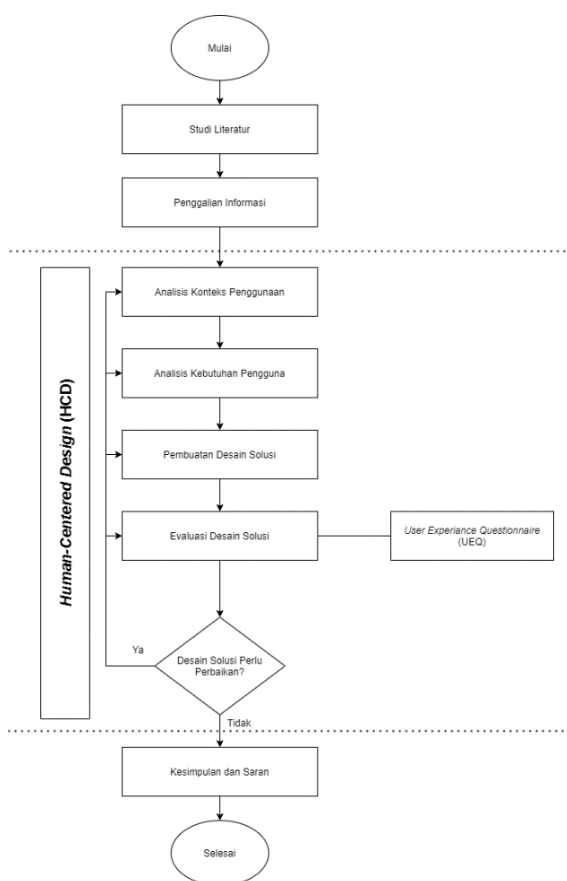 Mulai
Studi Literatur
Penggalian Informasi
Human-Centered Design (HCD)
Analisis Konteks Penggunaan
Analisis Kebutuhan Pengguna
Pembuatan Desain Solusi
Evaluasi Desain Solusi
User Experiance Questionnaire
(UEQ)
Ya
Desain Solusi Perlu
Perbaikan?
Tidak
Kesimpulan dan Saran
Selesai